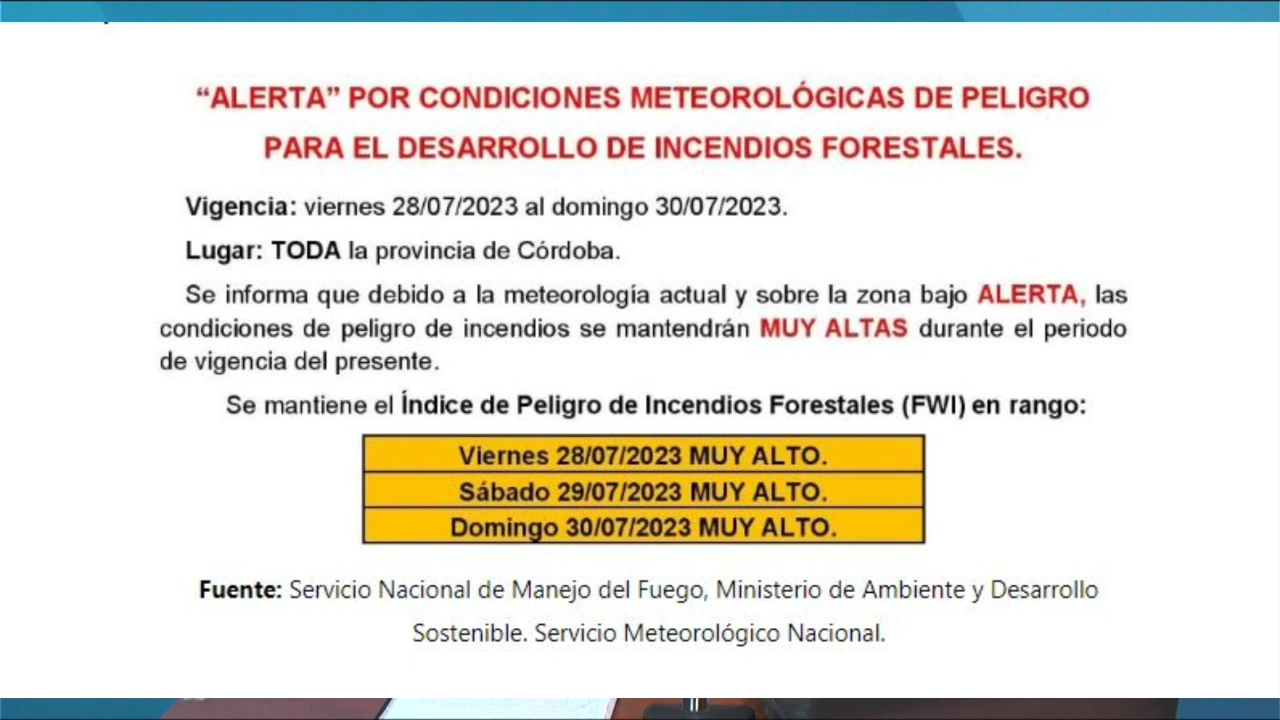 “ALERTA” POR CONDICIONES METEOROLÓGICAS DE PELIGRO
PARA EL DESARROLLO DE INCENDIOS FORESTALES.
Vigencia: viernes 28/07/2023 al domingo 30/07/2023.
Lugar: TODA la provincia de Córdoba.
Se informa que debido a la meteorología actual y sobre la zona bajo ALERTA, las
condiciones de peligro de incendios se mantendrán MUY ALTAS durante el periodo
de vigencia del presente.
Se mantiene el Índice de Peligro de Incendios Forestales (FWI) en rango:
Viernes 28/07/2023 MUY ALTO.
Sábado 29/07/2023 MUY ALTO.
Domingo 30/07/2023 MUY ALTO.
Fuente: Servicio Nacional de Manejo del Fuego, Ministerio de Ambiente y Desarrollo
Sostenible. Servicio Meteorológico Nacional.